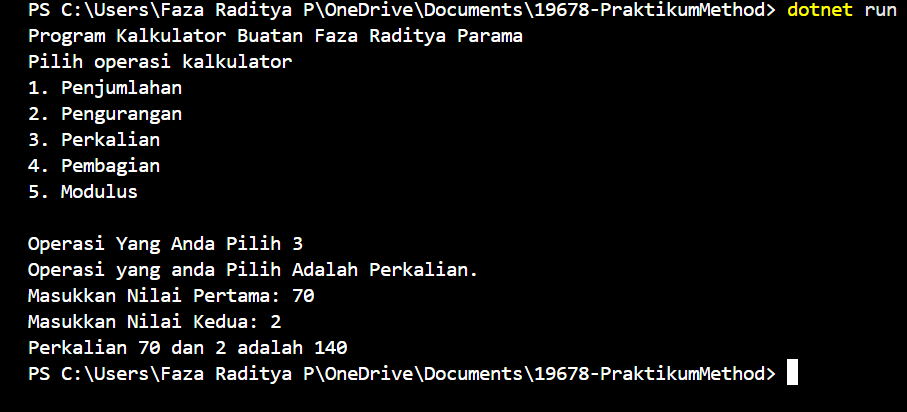 PS C:\Users\Faza Raditya P\OneDrive\Documents\19678-PraktikumMethod> dotnet run
Program Kalkulator Buatan Faza Raditya Parama
Pilih operasi kalkulator
1. Penjumlahan
2. Pengurangan
3. Perkalian
4. Pembagian
5. Modulus
Operasi Yang Anda Pilih 3
Operasi yang anda Pilih Adalah Perkalian.
Masukkan Nilai Pertama: 70
Masukkan Nilai Kedua: 2
Perkalian 70 dan 2 adalah 140
PS C:\Users\Faza Raditya P\OneDrive\Documents\19678-PraktikumMethod>